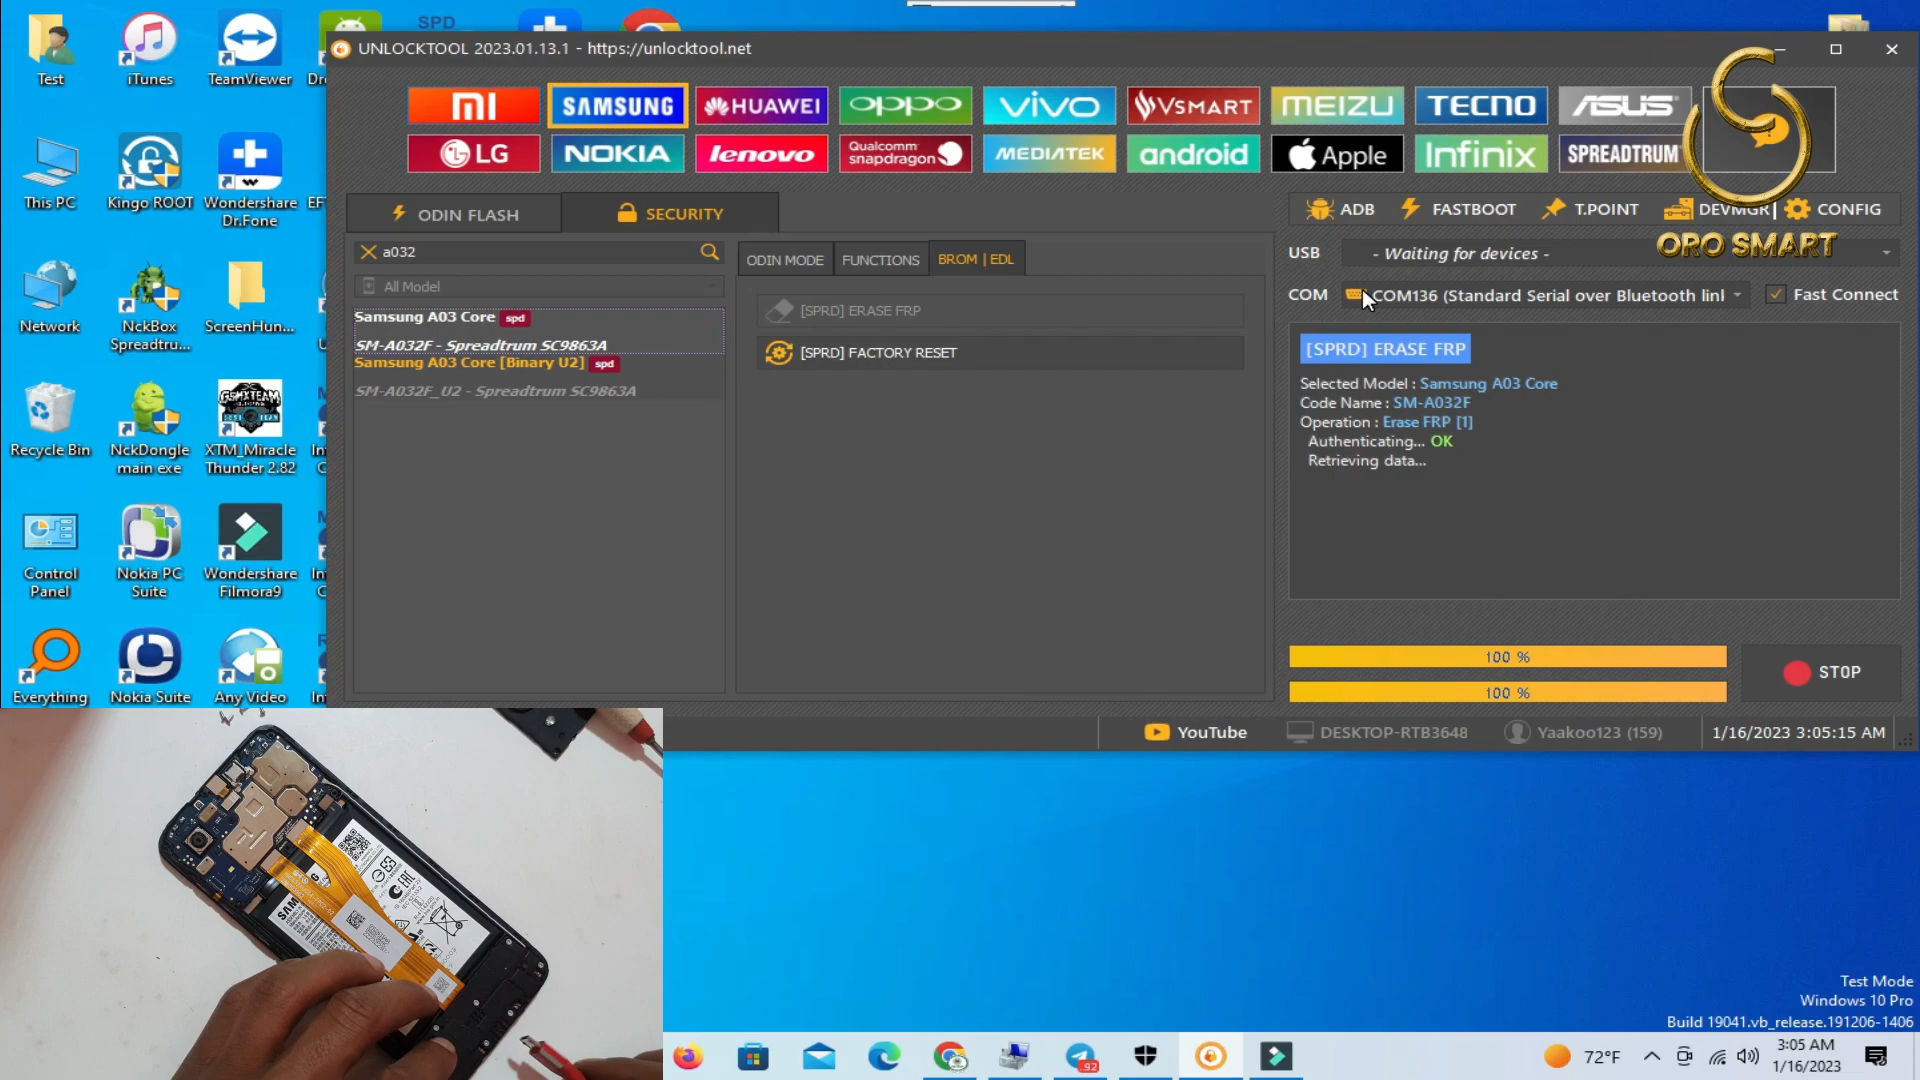 SPD
Test
iTunes
TeamViewer
Dr
This PC
Kingo ROOT
Wondershare
Dr.Fone
EF
Network
NckBox
Spreadtru...
ScreenHun...
Recycle Bin
NckDongle
main exe
XTM_Miracle
Thunder 2.82
Control
Panel
Nokia PC
Suite
Wondershare
Filmora9
Everything
Nokia Suite
Any Video
UNLOCKTOOL 2023.01.13.1 - https://unlocktool.net
MI
SAMSUNG
HUAWEI
oppo
vivo
VSMART
MEIZU
TECNO
ASUS
LG
NOKIA
lenovo
Qualcomm
snapdragon
MEDIATEK
android
Apple
Infinix
SPREADTRUM
ODIN FLASH
SECURITY
ADB
FASTBOOT
T.POINT
DEVMGR
CONFIG
ORO SMART
a032
All Model
Samsung A03 Core spd
SM-A032F - Spreadtrum SC9863A
Samsung A03 Core [Binary U2] spd
SM-A032F_U2 - Spreadtrum SC9863A
ODIN MODE
FUNCTIONS
BROM | EDL
[SPRD] ERASE FRP
[SPRD] FACTORY RESET
USB
- Waiting for devices -
COM
COM136 (Standard Serial over Bluetooth linl
Fast Connect
[SPRD] ERASE FRP
Selected Model : Samsung A03 Core
Code Name : SM-A032F
Operation : Erase FRP [1]
Authenticating... OK
Retrieving data...
100 %
100 %
STOP
YouTube
DESKTOP-RTB3648
Yaakoo123 (159)
1/16/2023 3:05:15 AM
SAM
EAC
Test Mode
Windows 10 Pro
Build 19041.vb_release.191206-1406
92
72°F
3:05 AM
1/16/2023